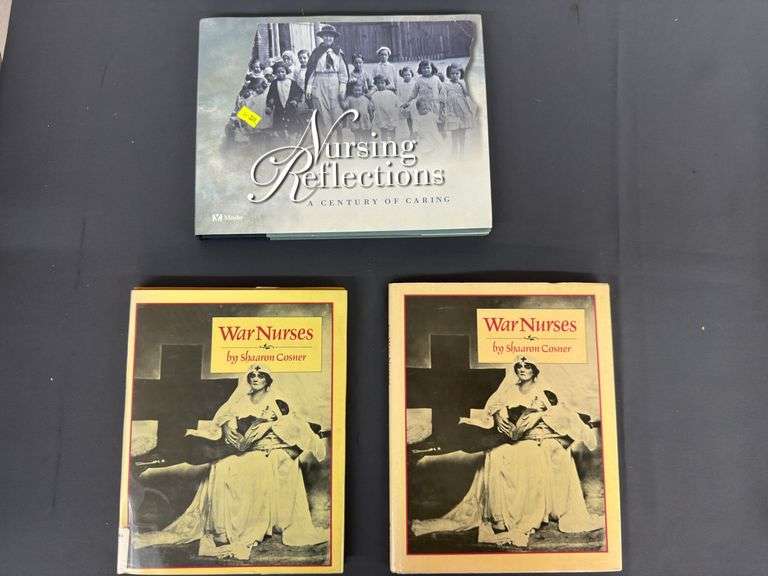 Nursing
Reflections
A CENTURY OF CARING
Mosby
War Nurses
by Shaaron Cosner
War Nurses
by Shaaron Cosner